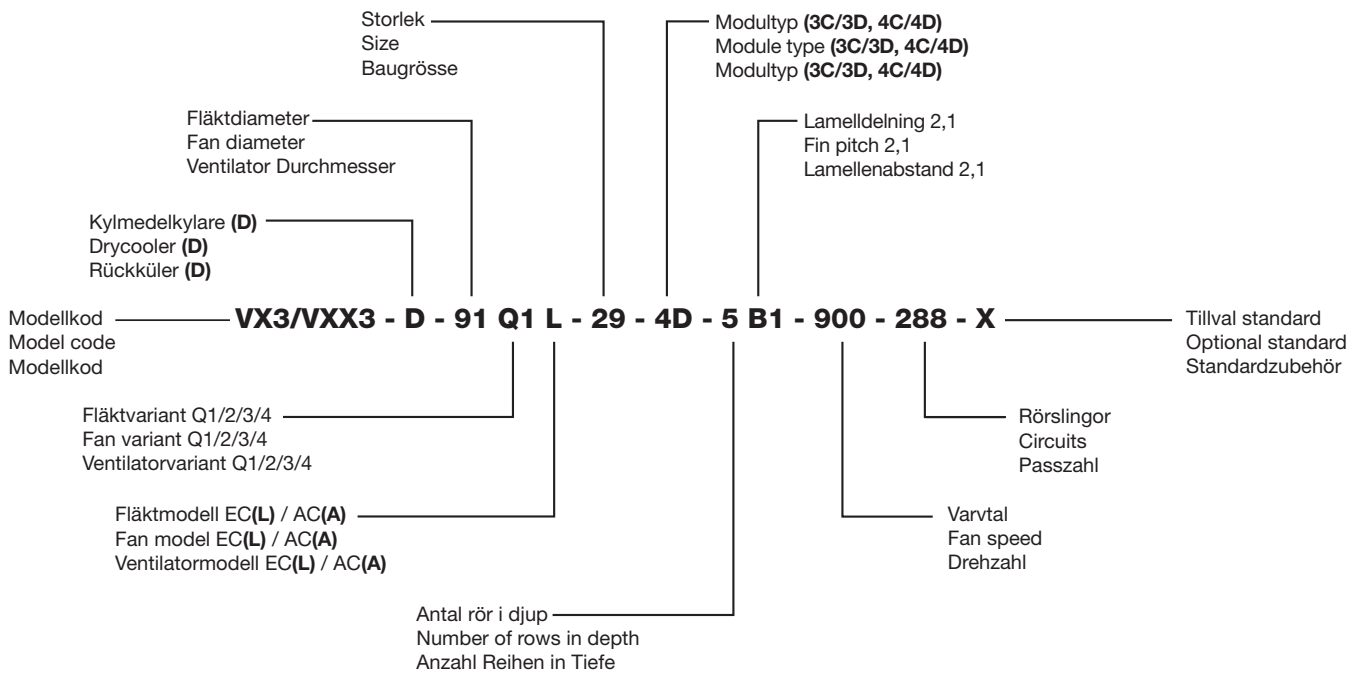 Storlek
Size
Baugrösse
Modultyp (3C/3D, 4C/4D)
Module type (3C/3D, 4C/4D)
Modultyp (3C/3D, 4C/4D)
Fläktdiameter
Fan diameter
Ventilator Durchmesser
Lamelldelning 2,1
Fin pitch 2,1
Lamellenabstand 2,1
Kylmedelkylare (D)
Drycooler (D)
Rückküler (D)
Modellkod
Model code
Modellkod
VX3/VXX3 - D - 91 Q1 L - 29 - 4D - 5 B1 - 900 - 288 - X
Tillval standard
Optional standard
Standardzubehör
Fläktvariant Q1/2/3/4
Fan variant Q1/2/3/4
Ventilatorvariant Q1/2/3/4
Rörslingor
Circuits
Passzahl
Fläktmodell EC(L) / AC(A)
Fan model EC(L) / AC(A)
Ventilatormodell EC(L) / AC(A)
Varvtal
Fan speed
Drehzahl
Antal rör i djup
Number of rows in depth
Anzahl Reihen in Tiefe